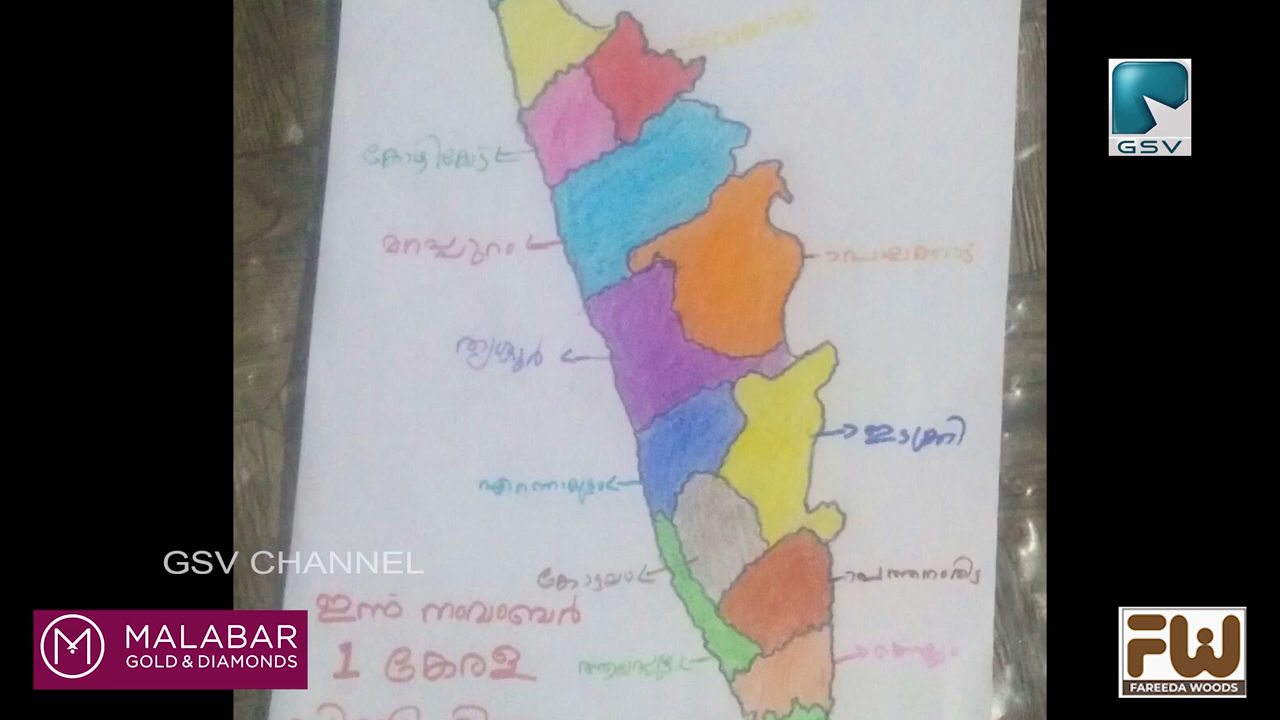 വയനാട്
GSV
കോഴിക്കോട്
മലപ്പുറം
പാലക്കാട്
തൃശ്ശൂർ
ഇടുക്കി
എറണാകുളം
GSV CHANNEL
കോട്ടയം
പത്തനംതിട്ട
ഇന്ന് നവംബർ
1 കേരള
ആലപ്പുഴ
കൊല്ലം
MALABAR
GOLD & DIAMONDS
FW
FAREEDA WOODS